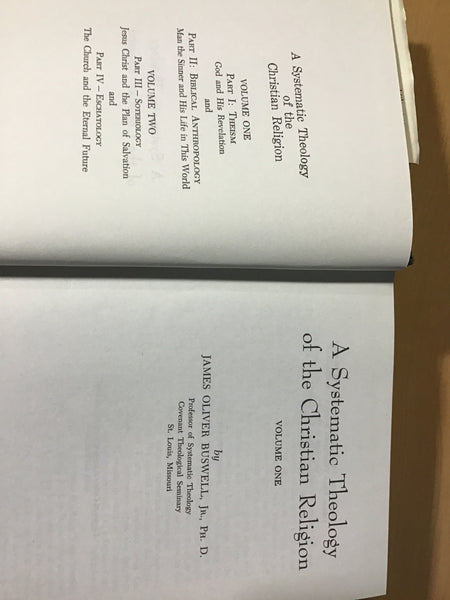 A Systematic Theology
of the
Christian Religion
VOLUME ONE
PART I: THEISM
God and His Revelation
and
PART II: BIBLICAL ANTHROPOLOGY
Man the Sinner and His Life in This World
VOLUME TWO
PART III — SOTERIOLOGY
Jesus Christ and the Plan of Salvation
and
PART IV — ESCHATOLOGY
The Church and the Eternal Future
A Systematic Theology
of the Christian Religion
VOLUME ONE
by
JAMES OLIVER BUSWELL, JR., PH. D.
Professor of Systematic Theology
Covenant Theological Seminary
St. Louis, Missouri